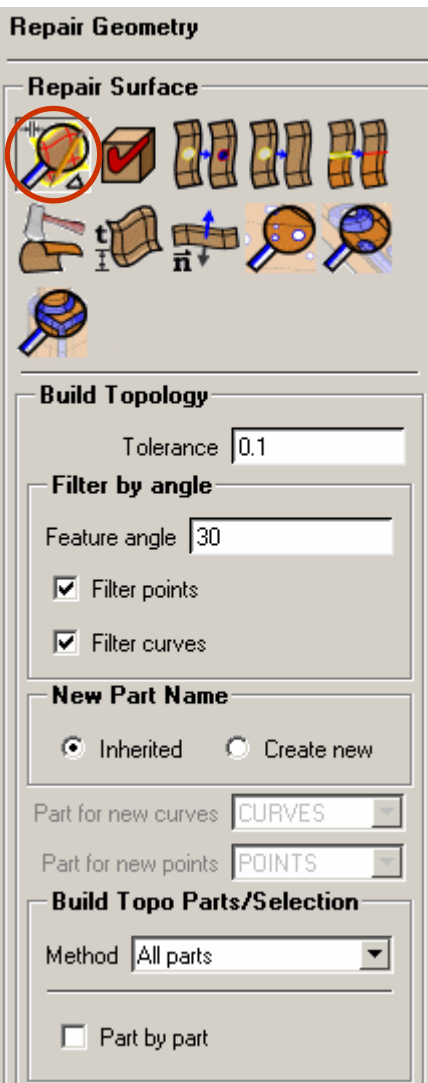 Repair Geometry
Repair Surface
t
n
Build Topology
Tolerance 0.1
Filter by angle
Feature angle 30
Filter points
Filter curves
New Part Name
Inherited Create new
Part for new curves CURVES
Part for new points POINTS
Build Topo Parts/Selection
Method All parts
Part by part